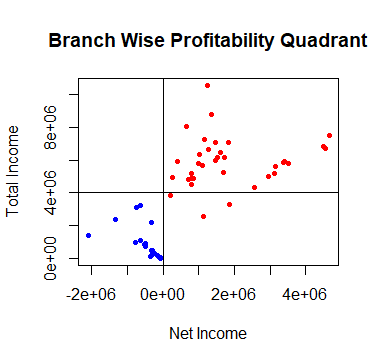 Branch Wise Profitability Quadrant
Total Income
8e+06
4e+06
0e+00
-2e+06 0e+00 2e+06 4e+06
Net Income